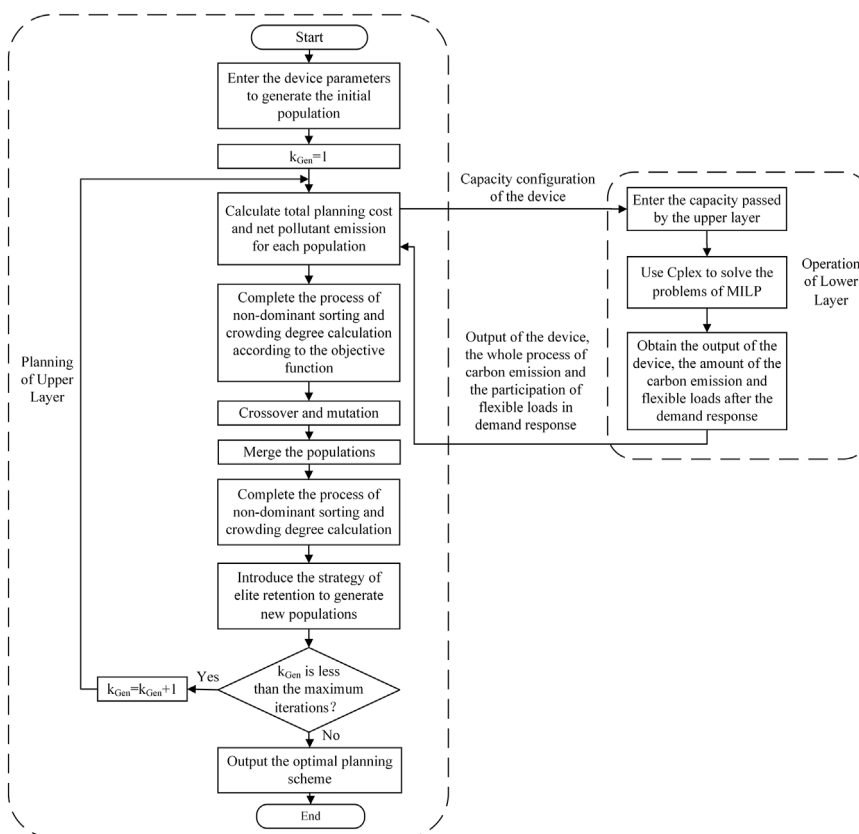 Start
Enter the device parameters
to generate the initial
population
kGen=1
Calculate total planning cost
and net pollutant emission
for each population
Complete the process of
non-dominant sorting and
crowding degree calculation
according to the objective
function
Crossover and mutation
Merge the populations
Complete the process of
non-dominant sorting and
crowding degree calculation
Introduce the strategy of
elite retention to generate
new populations
kGen is less
than the maximum
iterations?
Yes
kGen=kGen+1
No
Output the optimal planning
scheme
End
Planning
of Upper
Layer
Capacity configuration
of the device
Output of the device,
the whole process of
carbon emission and
the participation of
flexible loads in
demand response
Enter the capacity passed
by the upper layer
Use Cplex to solve the
problems of MILP
Obtain the output of the
device, the amount of the
carbon emission and
flexible loads after the
demand response
Operation
of Lower
Layer